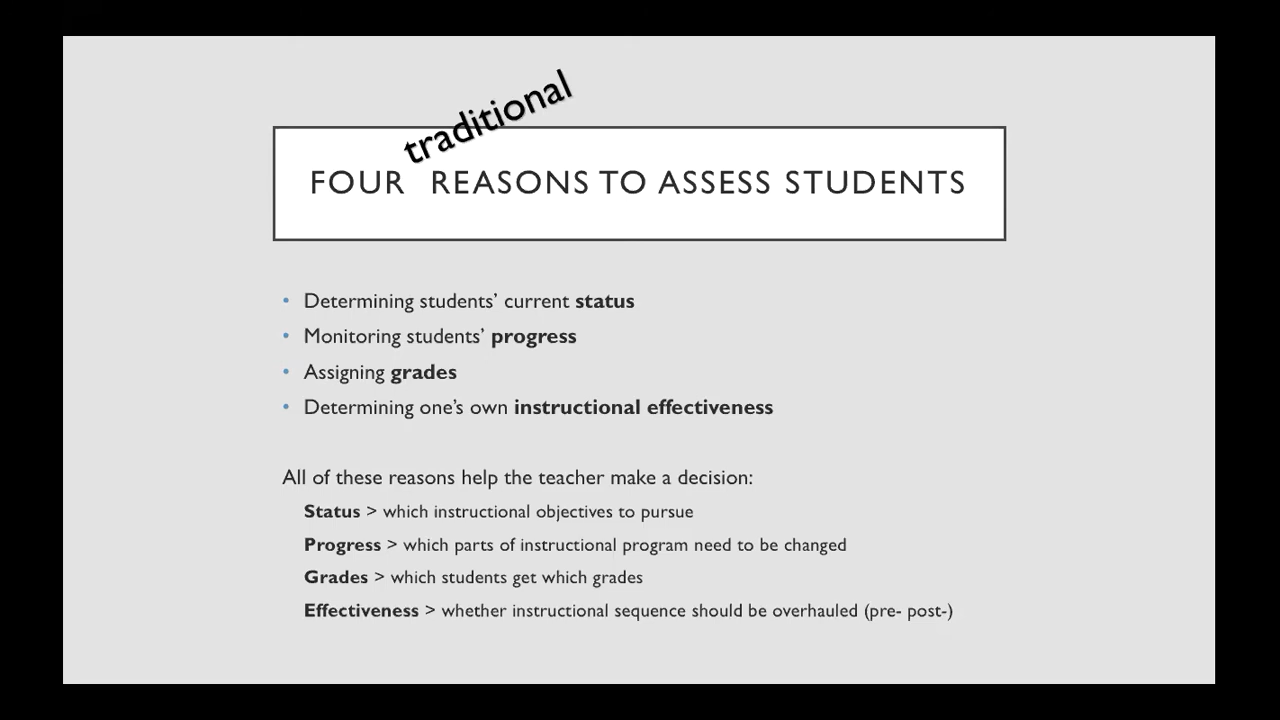 traditional
FOUR REASONS TO ASSESS STUDENTS
• Determining students’ current status
• Monitoring students’ progress
• Assigning grades
• Determining one’s own instructional effectiveness
All of these reasons help the teacher make a decision:
Status > which instructional objectives to pursue
Progress > which parts of instructional program need to be changed
Grades > which students get which grades
Effectiveness > whether instructional sequence should be overhauled (pre- post-)